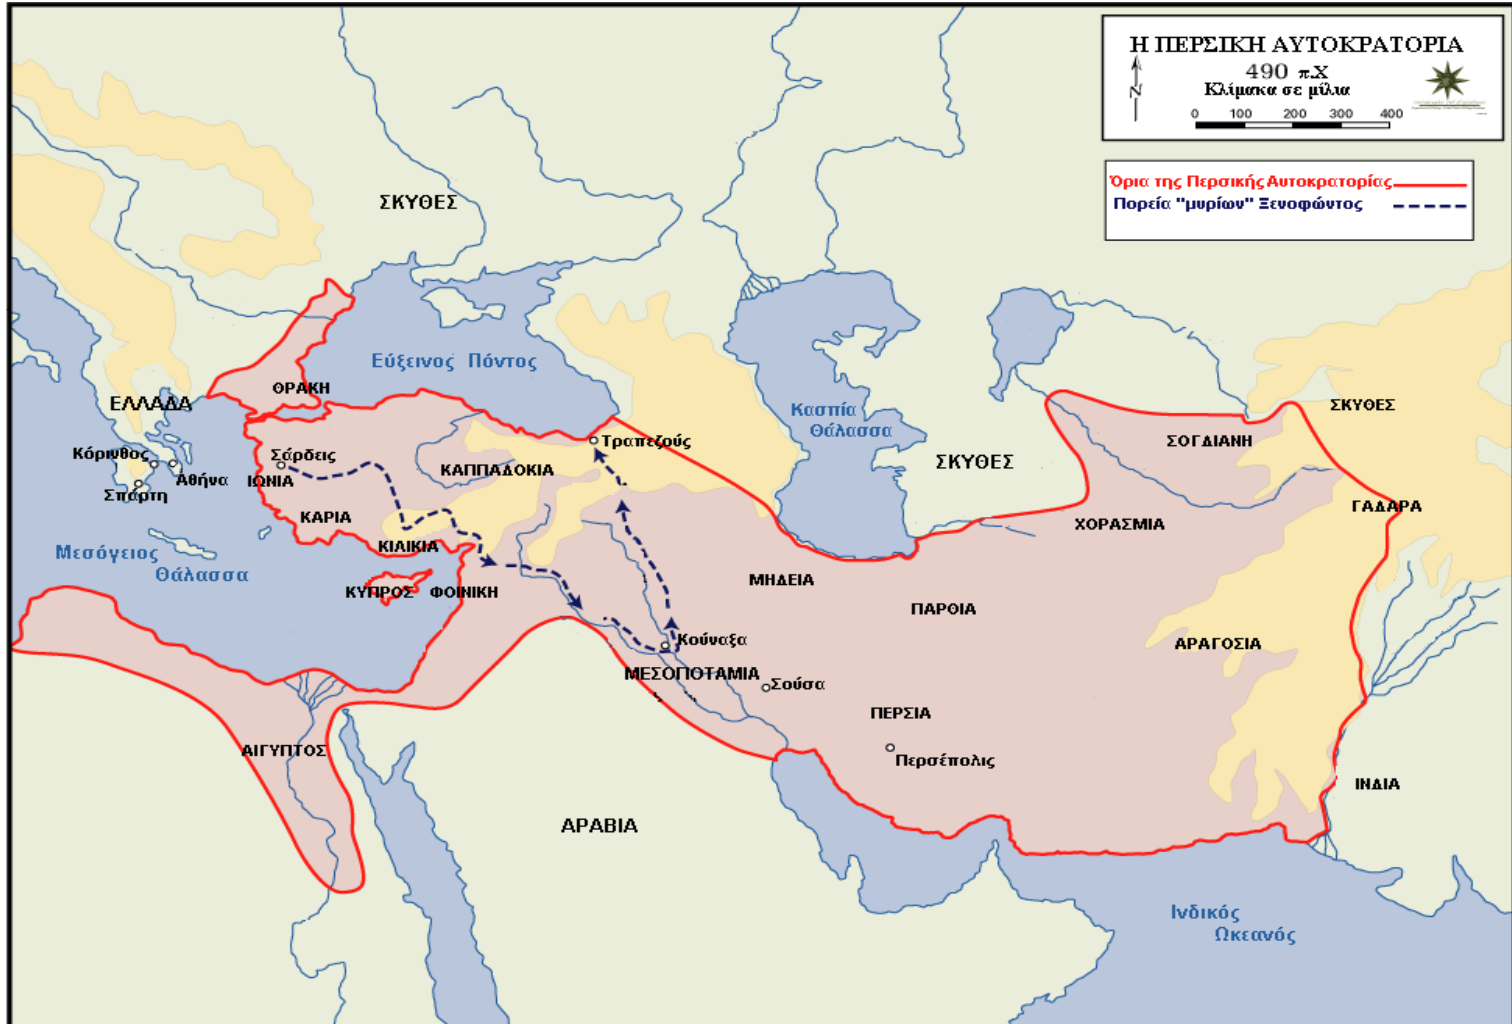 Η ΠΕΡΣΙΚΗ ΑΥΤΟΚΡΑΤΟΡΙΑ
490 π.Χ
Κλίμακα σε μίλια
N
0 100 200 300 400
Όρια της Περσικής Αυτοκρατορίας
Πορεία "μυρίων" Ξενοφώντος
ΣΚΥΘΕΣ
Εύξεινος Πόντος
ΘΡΑΚΗ
ΕΛΛΑΔΑ
Κασπία
Θάλασσα
ΣΚΥΘΕΣ
Κόρινθος
Αθήνα
Σπάρτη
Σάρδεις
ΙΩΝΙΑ
ΚΑΡΙΑ
ΚΑΠΠΑΔΟΚΙΑ
Τραπεζούς
ΣΚΥΘΕΣ
ΣΟΓΔΙΑΝΗ
ΧΟΡΑΣΜΙΑ
ΓΑΔΑΡΑ
Μεσόγειος
Θάλασσα
ΚΙΛΙΚΙΑ
ΚΥΠΡΟΣ
ΦΟΙΝΙΚΗ
ΜΗΔΕΙΑ
ΠΑΡΘΙΑ
ΑΡΑΓΟΣΙΑ
Κούναξα
ΜΕΣΟΠΟΤΑΜΙΑ
Σούσα
ΠΕΡΣΙΑ
Περσέπολις
ΑΙΓΥΠΤΟΣ
ΙΝΔΙΑ
ΑΡΑΒΙΑ
Ινδικός
Ωκεανός